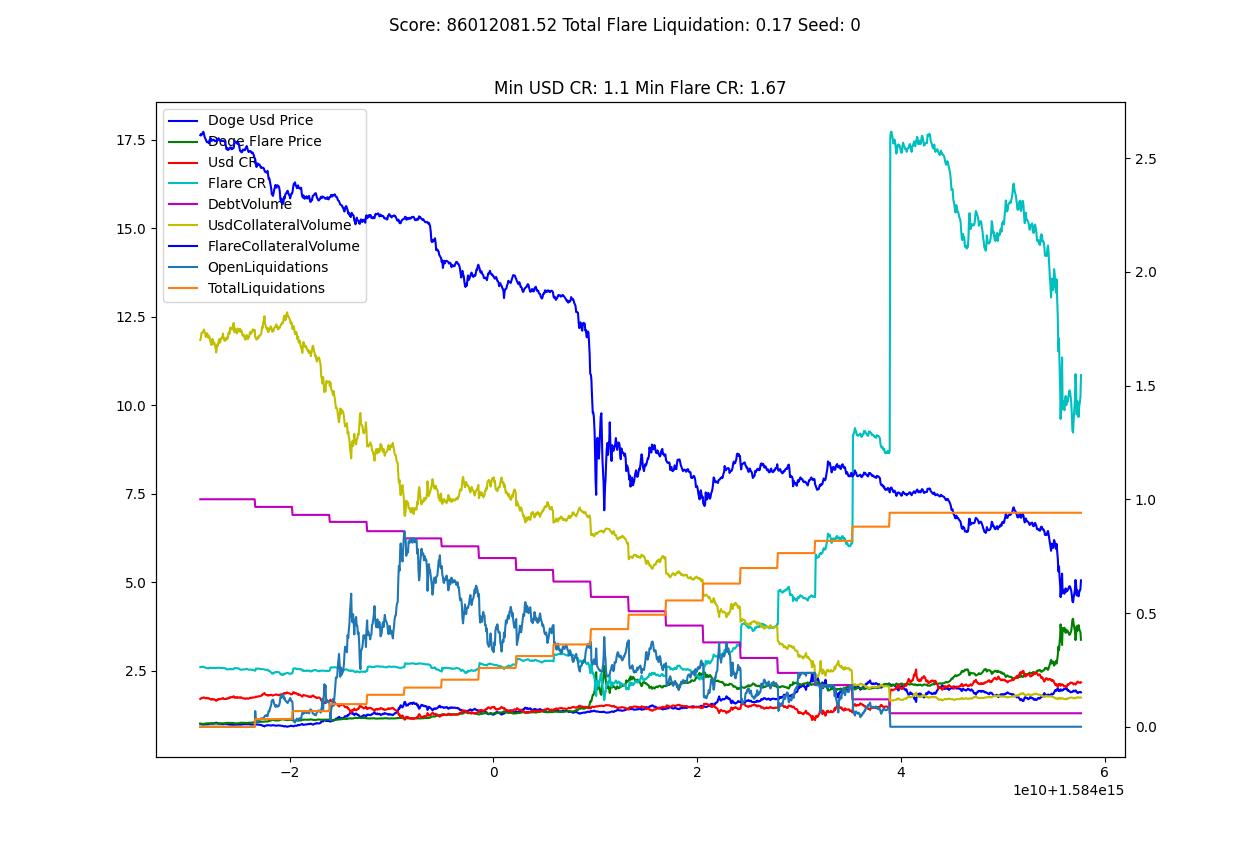 Score: 86012081.52 Total Flare Liquidation: 0.17 Seed: 0
Min USD CR: 1.1 Min Flare CR: 1.67
Doge Usd Price
Doge Flare Price
Usd CR
Flare CR
DebtVolume
UsdCollateralVolume
FlareCollateralVolume
OpenLiquidations
TotalLiquidations
17.5
15.0
12.5
10.0
7.5
5.0
2.5
2.5
2.0
1.5
1.0
0.5
0.0
−2
0
2
4
6
1e10+1.584e15